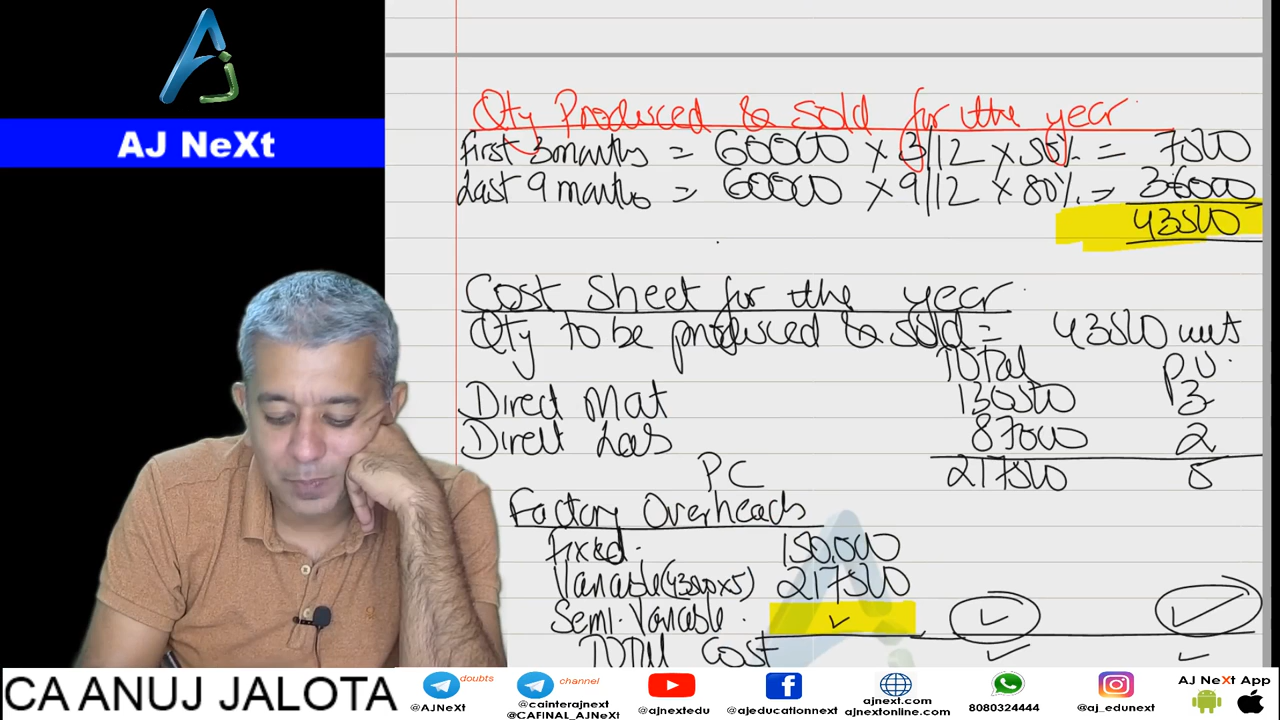 AJ NeXt
Qty Produced & Sold for the year
First 3 months = 60000 × 3/12 × 50% = 7500
Last 9 months = 60000 × 9/12 × 80% = 36000
43500
Cost Sheet for the year
Qty to be produced & sold = 43500 unit
Total P.U.
Direct Mat 130500 3
Direct Lab 87000 2
PC 217500 5
Factory Overheads
Fixed. 150,000
Variable (43500×5) 217500
Semi-Variable. ✓ ✓ ✓
Total Cost ✓ ✓
CA ANUJ JALOTA
doubts
@AJNeXt
channel
@cainterajnext
@CAFINAL_AJNeXt
@ajnextedu
@ajeducationnext
ajnext.com
ajnextonline.com
8080324444
@aj_edunext
AJ NeXt App